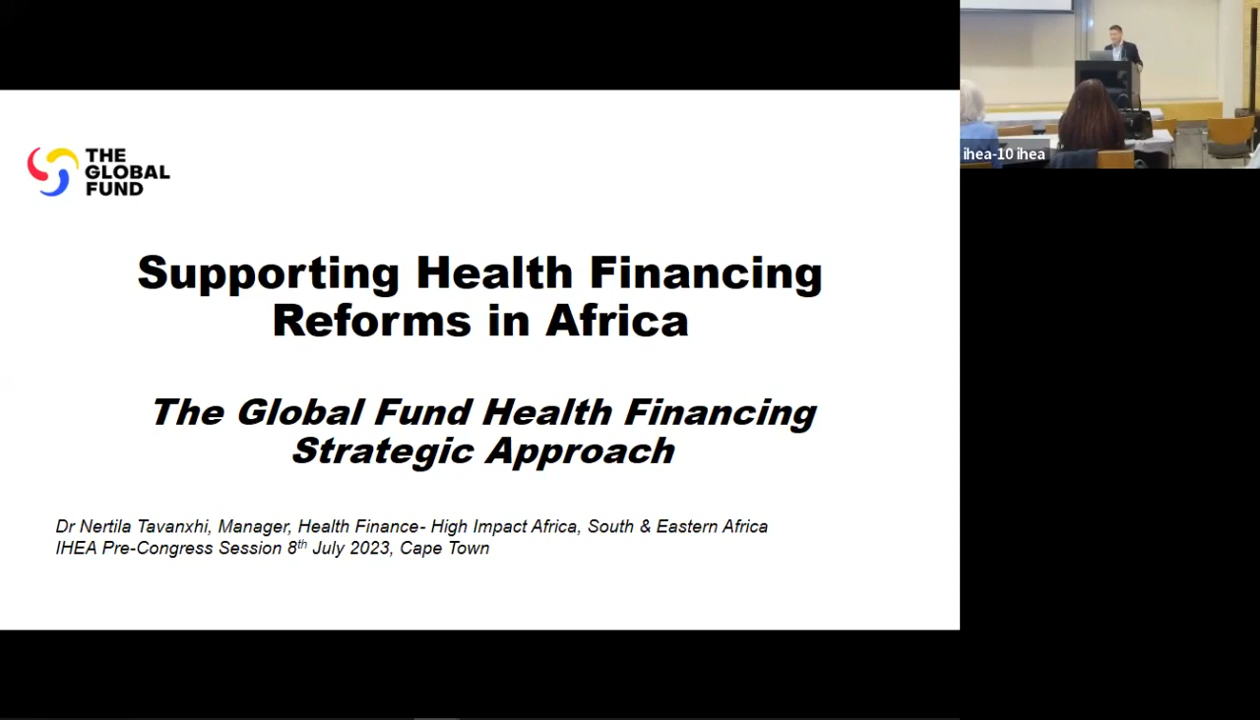 THE
GLOBAL
FUND
Supporting Health Financing
Reforms in Africa
The Global Fund Health Financing
Strategic Approach
Dr Nertila Tavanxhi, Manager, Health Finance- High Impact Africa, South & Eastern Africa
IHEA Pre-Congress Session 8th July 2023, Cape Town
ihea-10 ihea